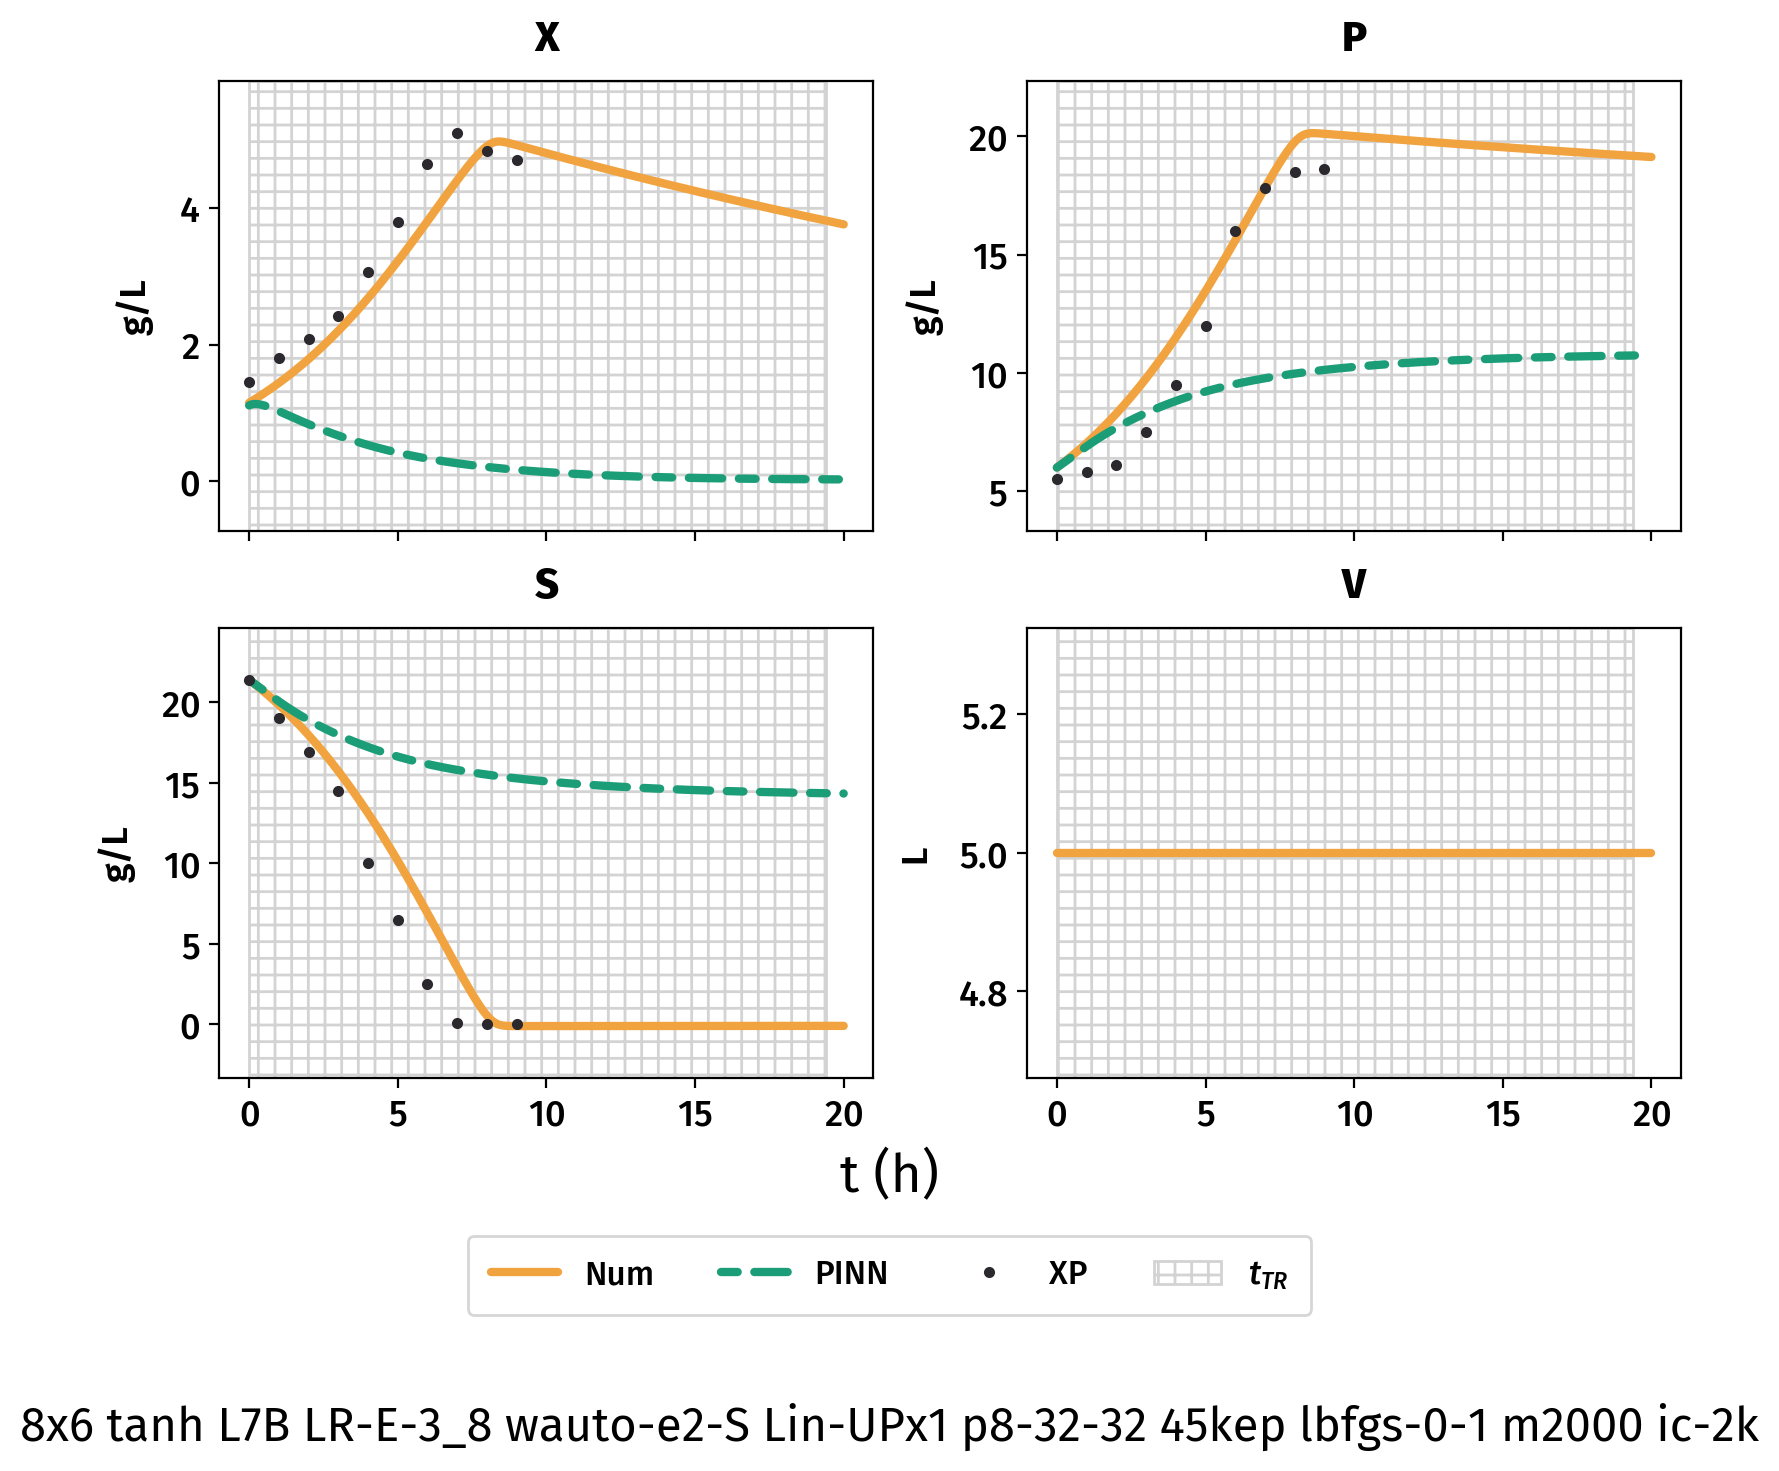 X
P
g/L
4
2
0
g/L
20
15
10
5
S
V
g/L
20
15
10
5
0
L
5.2
5.0
4.8
0 5 10 15 20
0 5 10 15 20
t (h)
Num PINN XP tTR
8x6 tanh L7B LR-E-3_8 wauto-e2-S Lin-UPx1 p8-32-32 45kep lbfgs-0-1 m2000 ic-2k